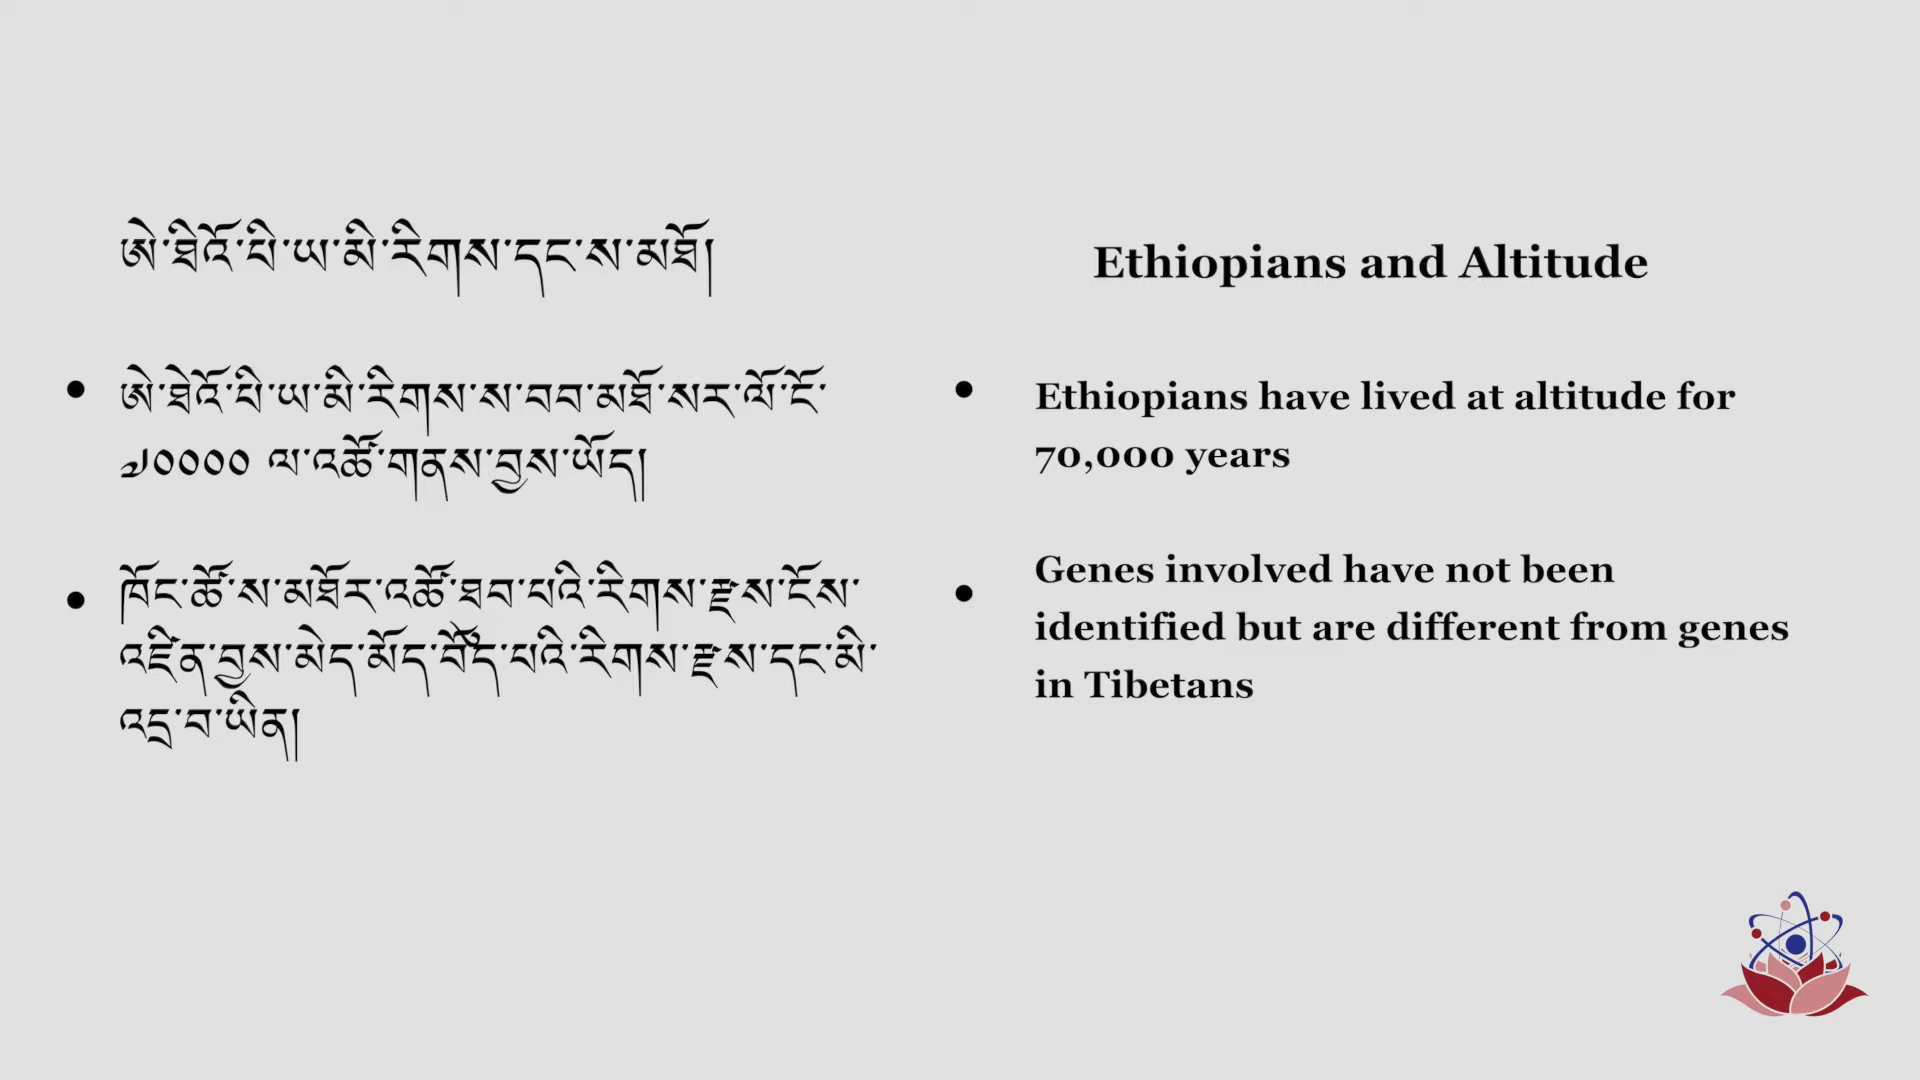 ཨེ་ཐིའོ་པི་ཡ་མི་རིགས་དང་ས་མཐོ།
ཨེ་ཐེའོ་པི་ཡ་མི་རིགས་ས་བབ་མཐོ་སར་ལོ་ངོ་
༧༠༠༠༠ ལ་འཚོ་གནས་བྱས་ཡོད།
ཁོང་ཚོ་ས་མཐོར་འཚོ་ཐབ་པའི་རིགས་རྫས་ངོས་
འཛིན་བྱས་མེད་མོད་བོད་པའི་རིགས་རྫས་དང་མི་
འདྲ་བ་ཡིན།
Ethiopians and Altitude
Ethiopians have lived at altitude for
70,000 years
Genes involved have not been
identified but are different from genes
in Tibetans